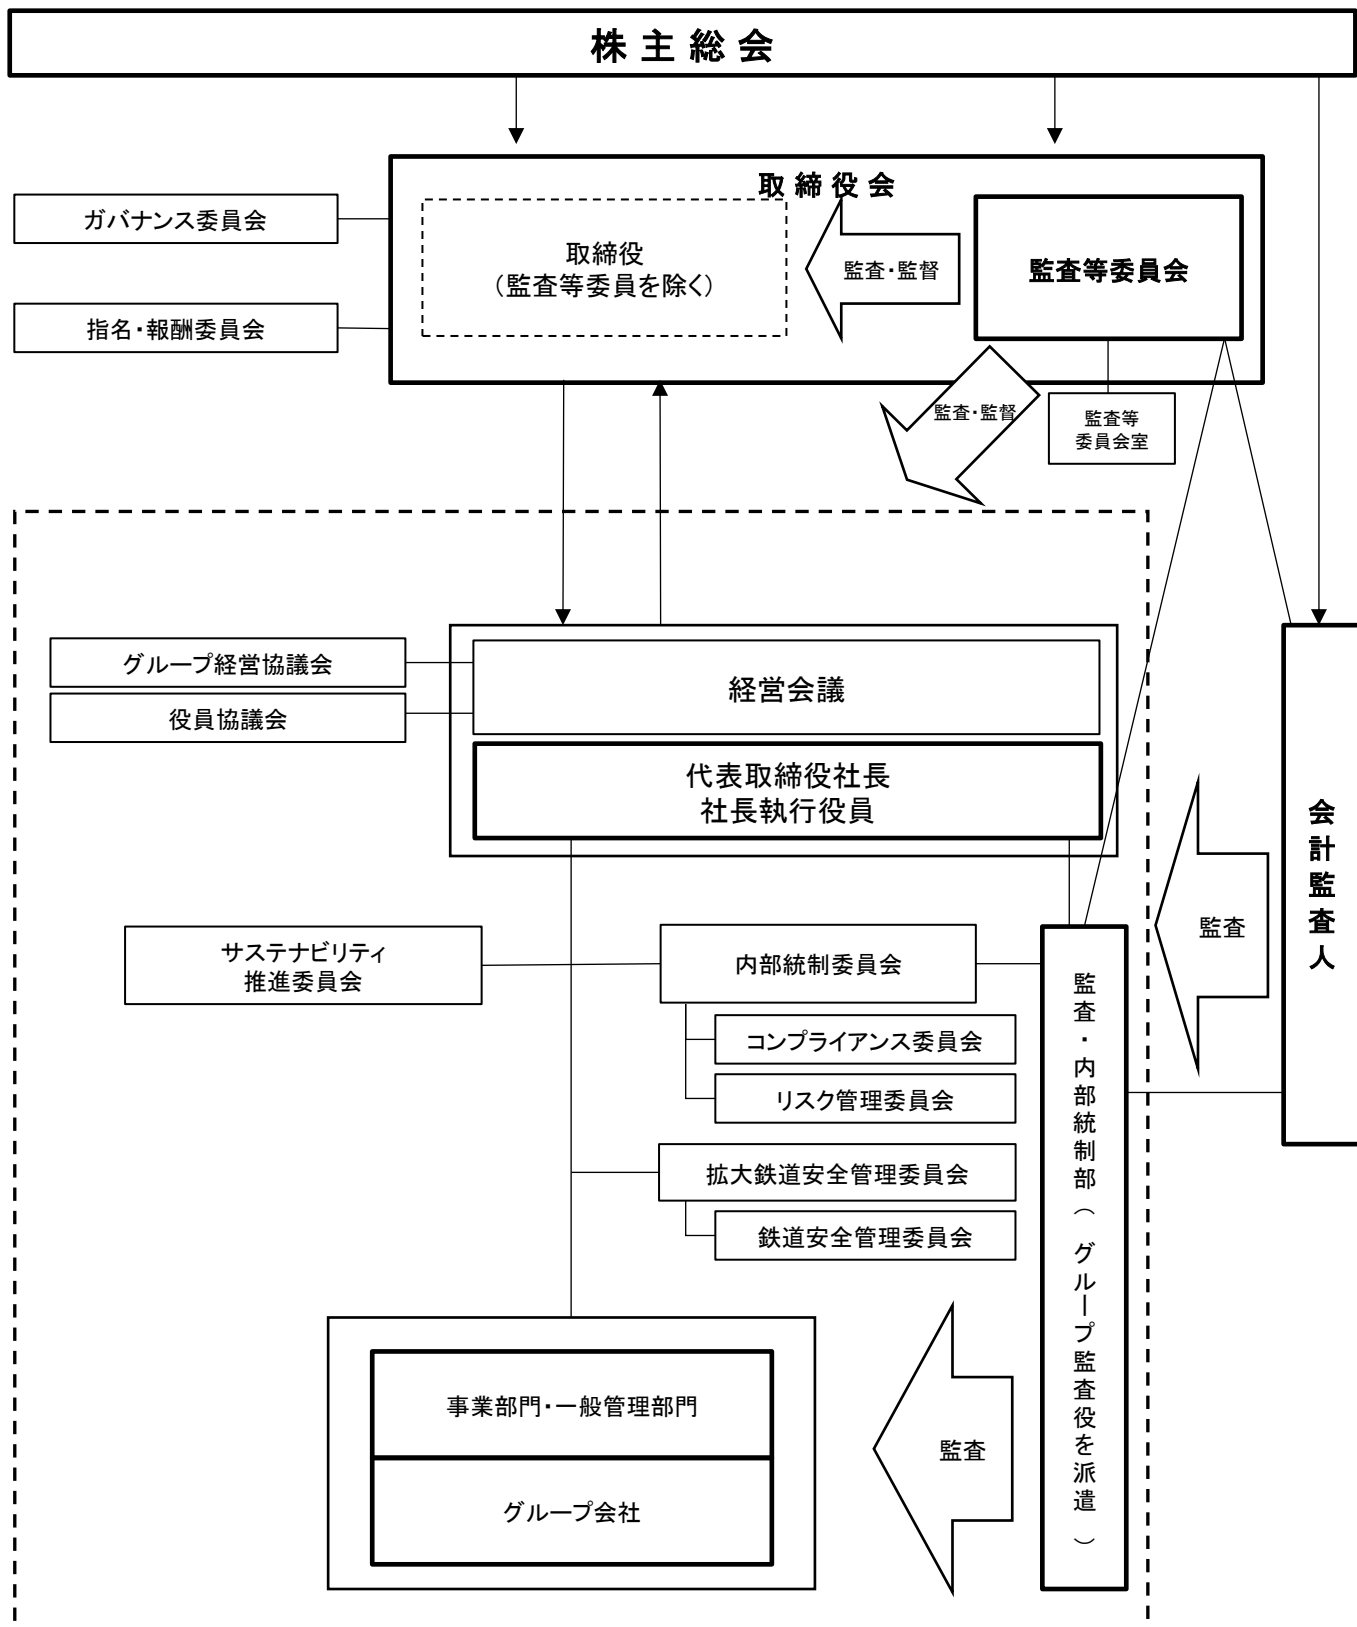 株主総会
取締役会
ガバナンス委員会
取締役
(監査等委員を除く)
監査・監督
監査等委員会
指名・報酬委員会
監査・監督
監査等
委員会室
グループ経営協議会
経営会議
役員協議会
代表取締役社長
社長執行役員
会計監査人
監査
サステナビリティ
推進委員会
内部統制委員会
監査・内部統制部(グループ監査役を派遣)
コンプライアンス委員会
リスク管理委員会
拡大鉄道安全管理委員会
鉄道安全管理委員会
事業部門・一般管理部門
監査
グループ会社